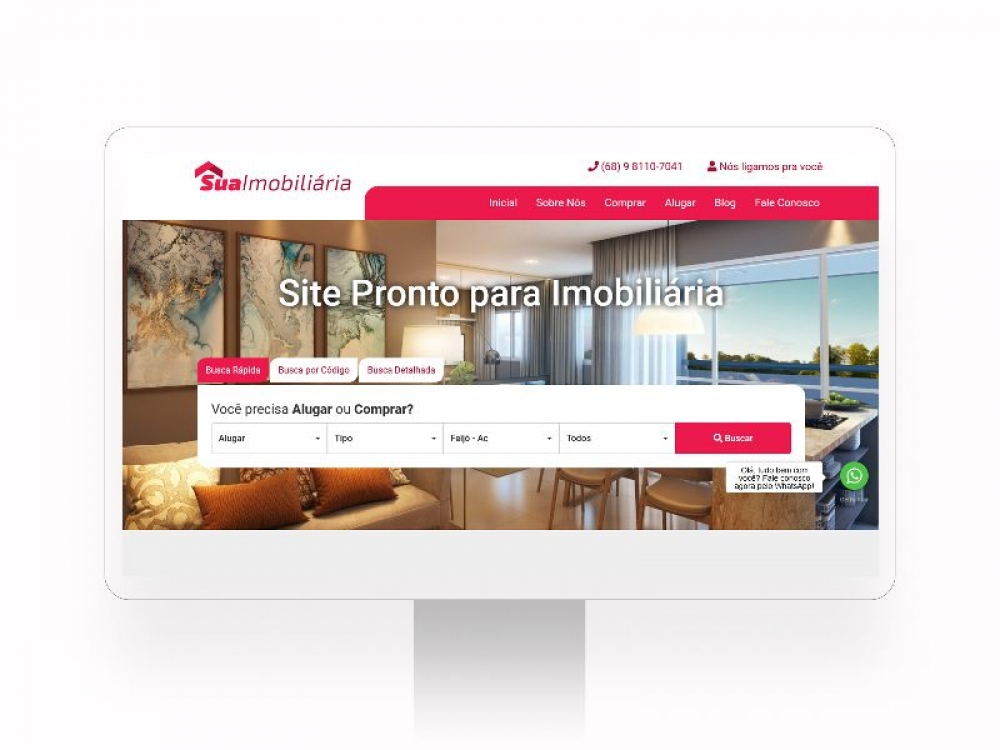 SuaImobiliária
(68) 9 8110-7041
Nós ligamos pra você
Inicial Sobre Nós Comprar Alugar Blog Fale Conosco
Site Pronto para Imobiliária
Busca Rápida Busca por Código Busca Detalhada
Você precisa Alugar ou Comprar?
Alugar Tipo Feijó - Ac Todos Buscar
Olá, tudo bem com
você? Fale conosco
agora pelo WhatsApp!